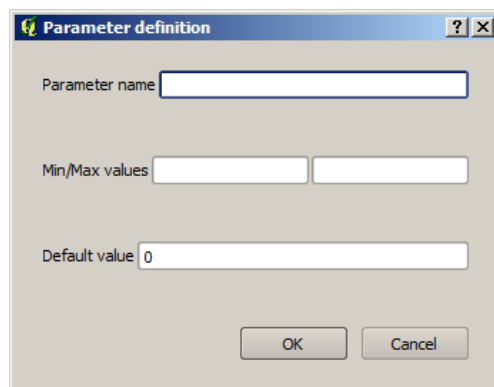 Parameter definition
Parameter name
Min/Max values
Default value 0
OK Cancel